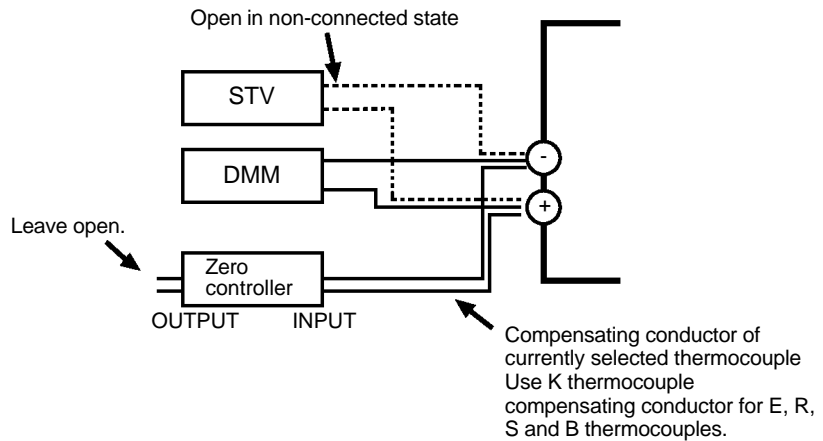 Open in non-connected state
STV
-
DMM
+
Leave open.
Zero
controller
OUTPUT INPUT
Compensating conductor of
currently selected thermocouple
Use K thermocouple
compensating conductor for E, R,
S and B thermocouples.